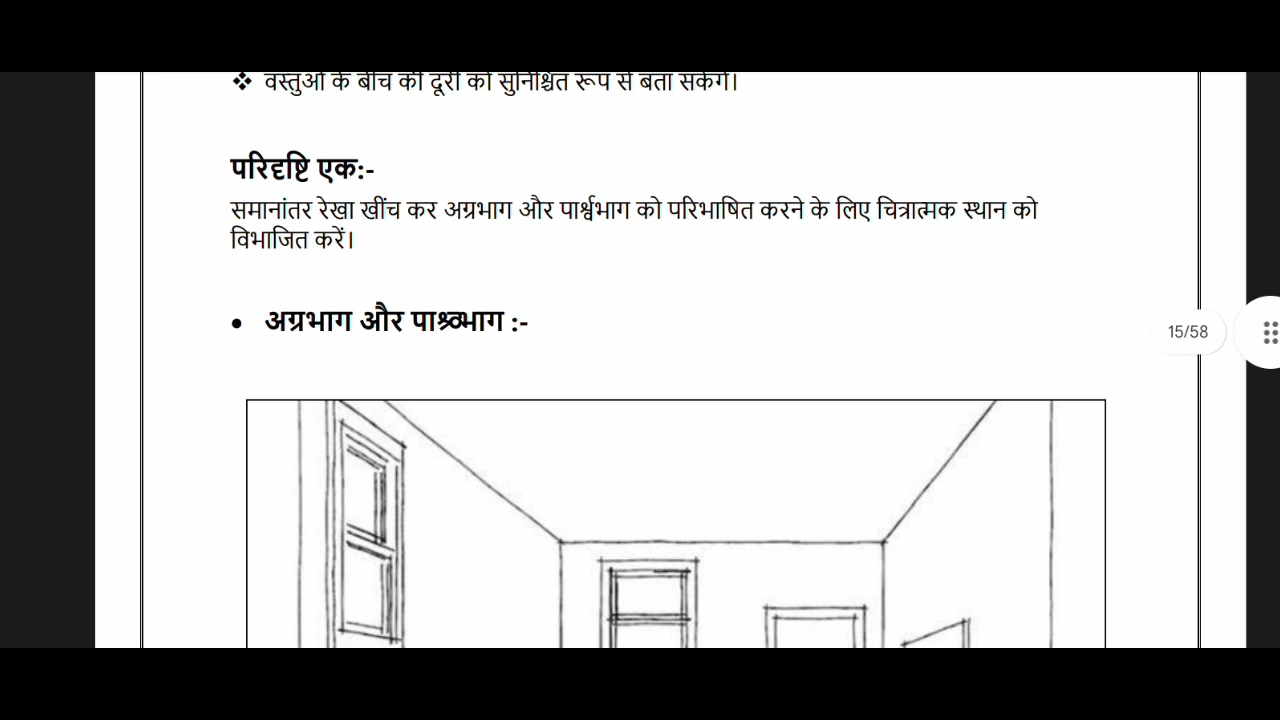 ❖ वस्तुओं के बीच की दूरी को सुनिश्चित रूप से बता सकेंगे।
परिदृष्टि एक:-
समानांतर रेखा खींच कर अग्रभाग और पार्श्वभाग को परिभाषित करने के लिए चित्रात्मक स्थान को
विभाजित करें।
• अग्रभाग और पाश्र्व्भाग :-
15/58